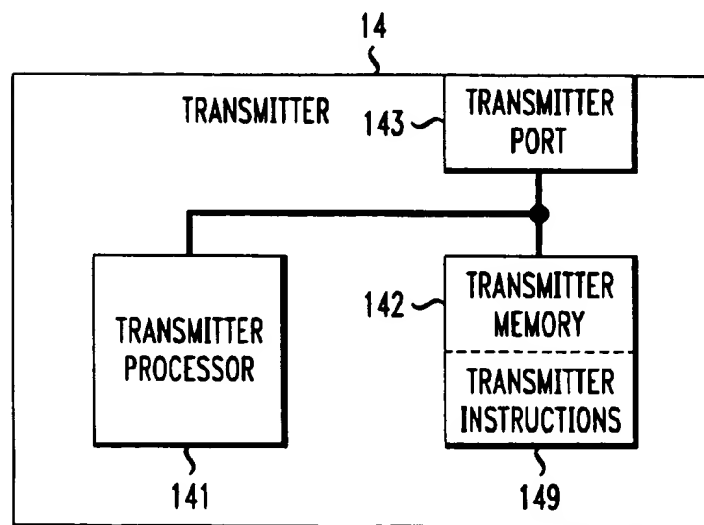 14
TRANSMITTER
143
TRANSMITTER
PORT
TRANSMITTER
PROCESSOR
141
142
TRANSMITTER
MEMORY
TRANSMITTER
INSTRUCTIONS
149